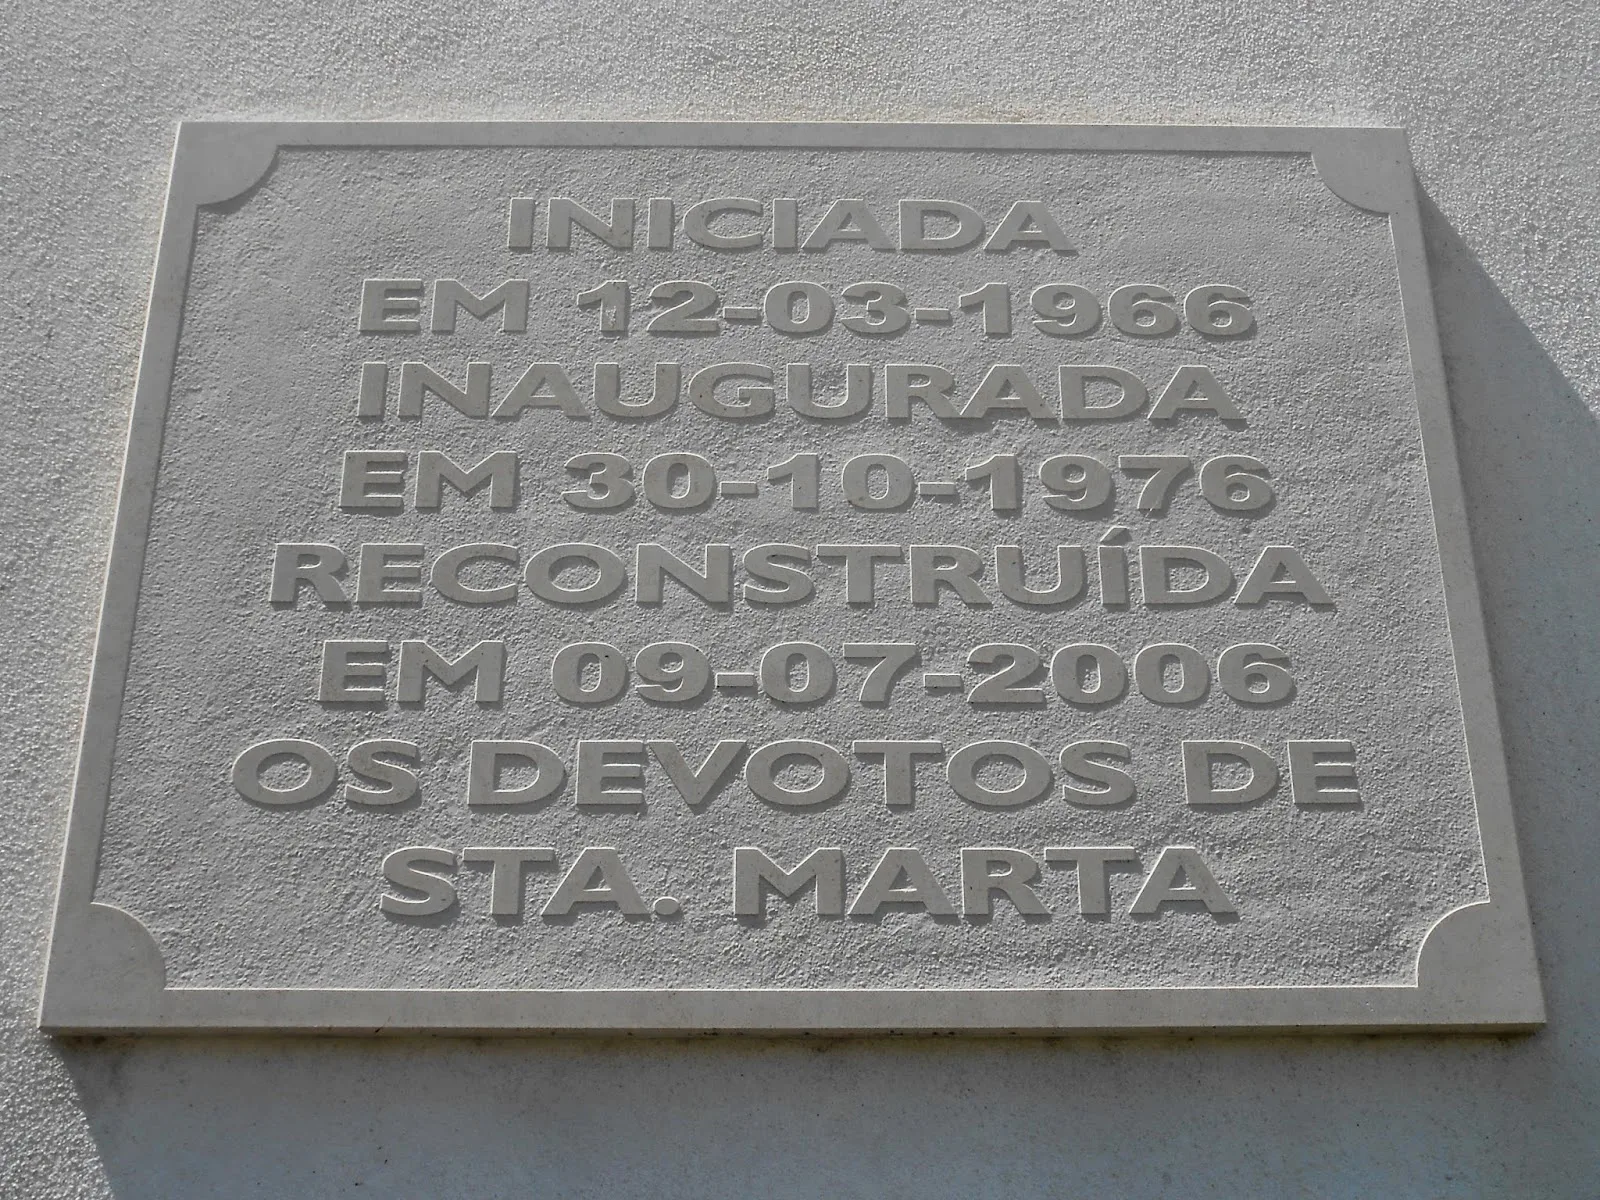 INICIADA
EM 12-03-1966
INAUGURADA
EM 30-10-1976
RECONSTRUÍDA
EM 09-07-2006
OS DEVOTOS DE
STA. MARTA